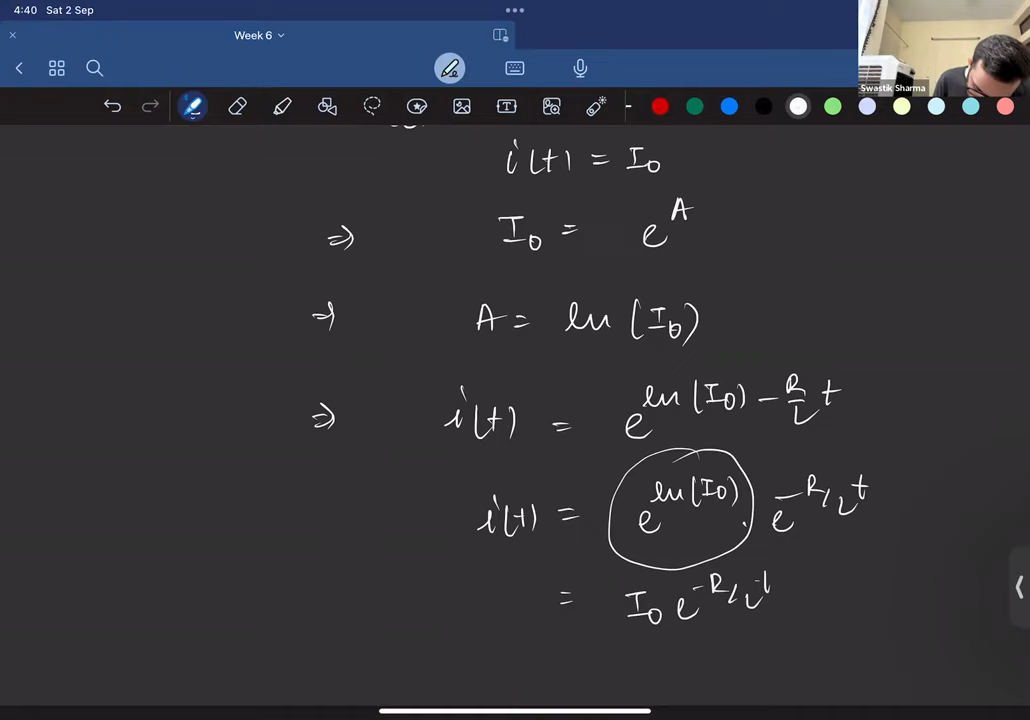 4:40 Sat 2 Sep
Week 6
Swastik Sharma
i(t) = I₀
⇒ I₀ = e^A
⇒ A = ln(I₀)
⇒ i(t) = e^(ln(I₀) - R/L t)
i(t) = e^(ln(I₀)) . e^(-R/L t)
= I₀ e^(-R/L t)